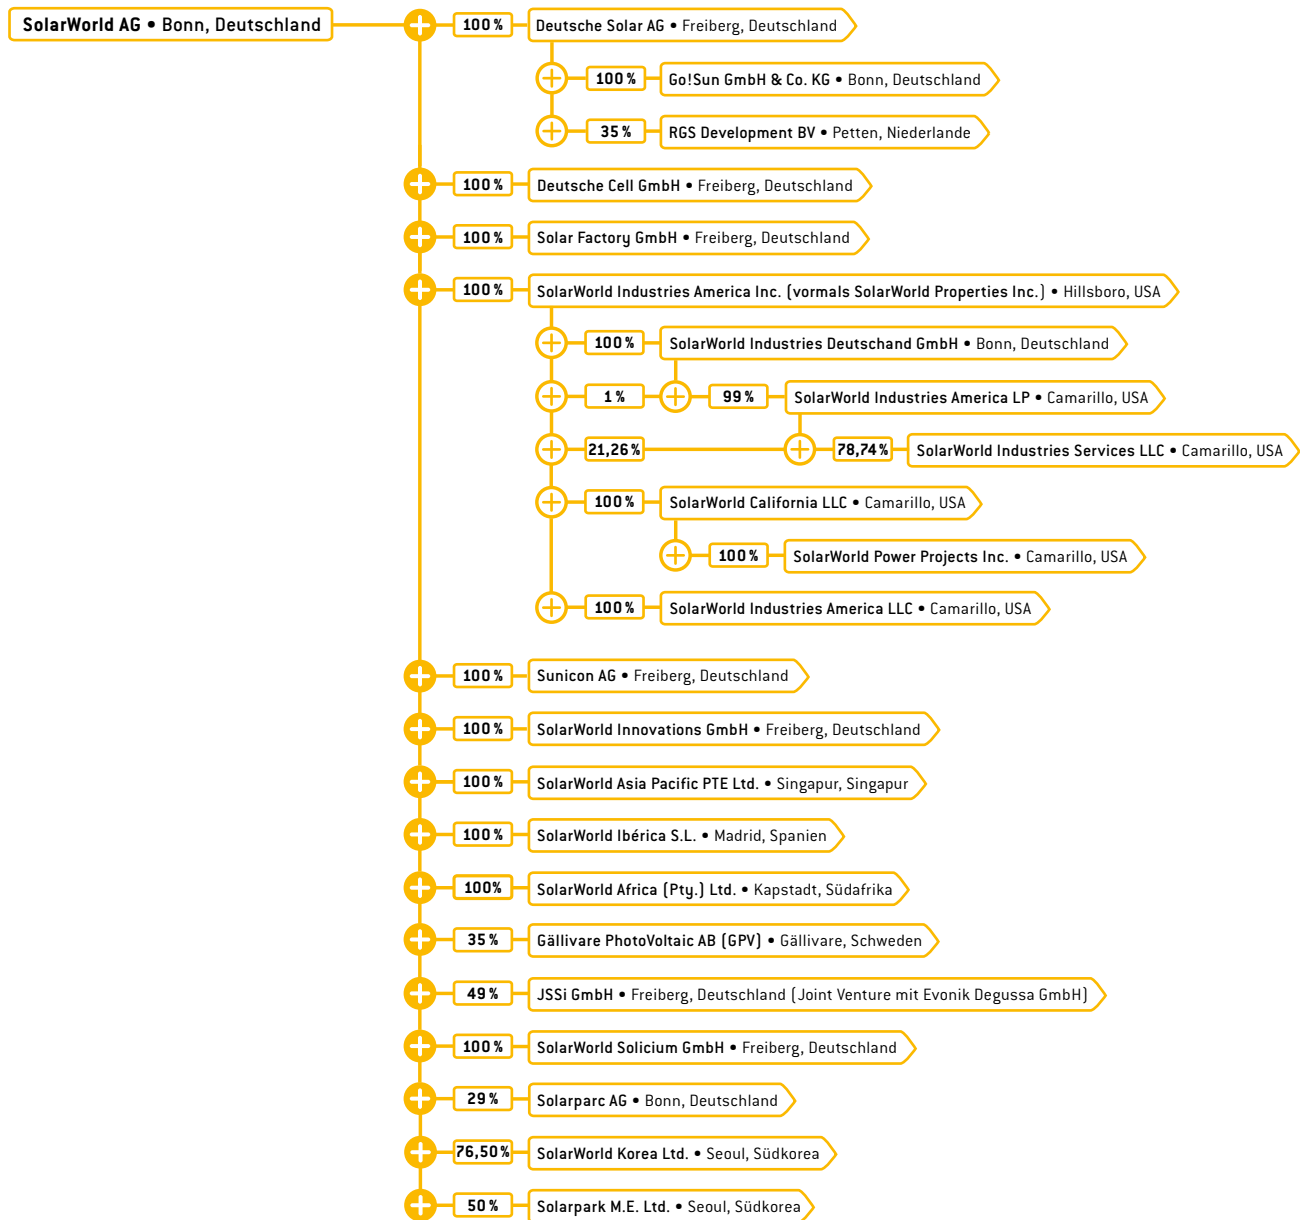 SolarWorld AG • Bonn, Deutschland
100% Deutsche Solar AG • Freiberg, Deutschland
100% Go!Sun GmbH & Co. KG • Bonn, Deutschland
35% RGS Development BV • Petten, Niederlande
100% Deutsche Cell GmbH • Freiberg, Deutschland
100% Solar Factory GmbH • Freiberg, Deutschland
100% SolarWorld Industries America Inc. (vormals SolarWorld Properties Inc.) • Hillsboro, USA
100% SolarWorld Industries Deutschand GmbH • Bonn, Deutschland
1% 99% SolarWorld Industries America LP • Camarillo, USA
21,26% 78,74% SolarWorld Industries Services LLC • Camarillo, USA
100% SolarWorld California LLC • Camarillo, USA
100% SolarWorld Power Projects Inc. • Camarillo, USA
100% SolarWorld Industries America LLC • Camarillo, USA
100% Sunicon AG • Freiberg, Deutschland
100% SolarWorld Innovations GmbH • Freiberg, Deutschland
100% SolarWorld Asia Pacific PTE Ltd. • Singapur, Singapur
100% SolarWorld Ibérica S.L. • Madrid, Spanien
100% SolarWorld Africa (Pty.) Ltd. • Kapstadt, Südafrika
35% Gällivare PhotoVoltaic AB (GPV) • Gällivare, Schweden
49% JSSi GmbH • Freiberg, Deutschland (Joint Venture mit Evonik Degussa GmbH)
100% SolarWorld Solicium GmbH • Freiberg, Deutschland
29% Solarparc AG • Bonn, Deutschland
76,50% SolarWorld Korea Ltd. • Seoul, Südkorea
50% Solarpark M.E. Ltd. • Seoul, Südkorea